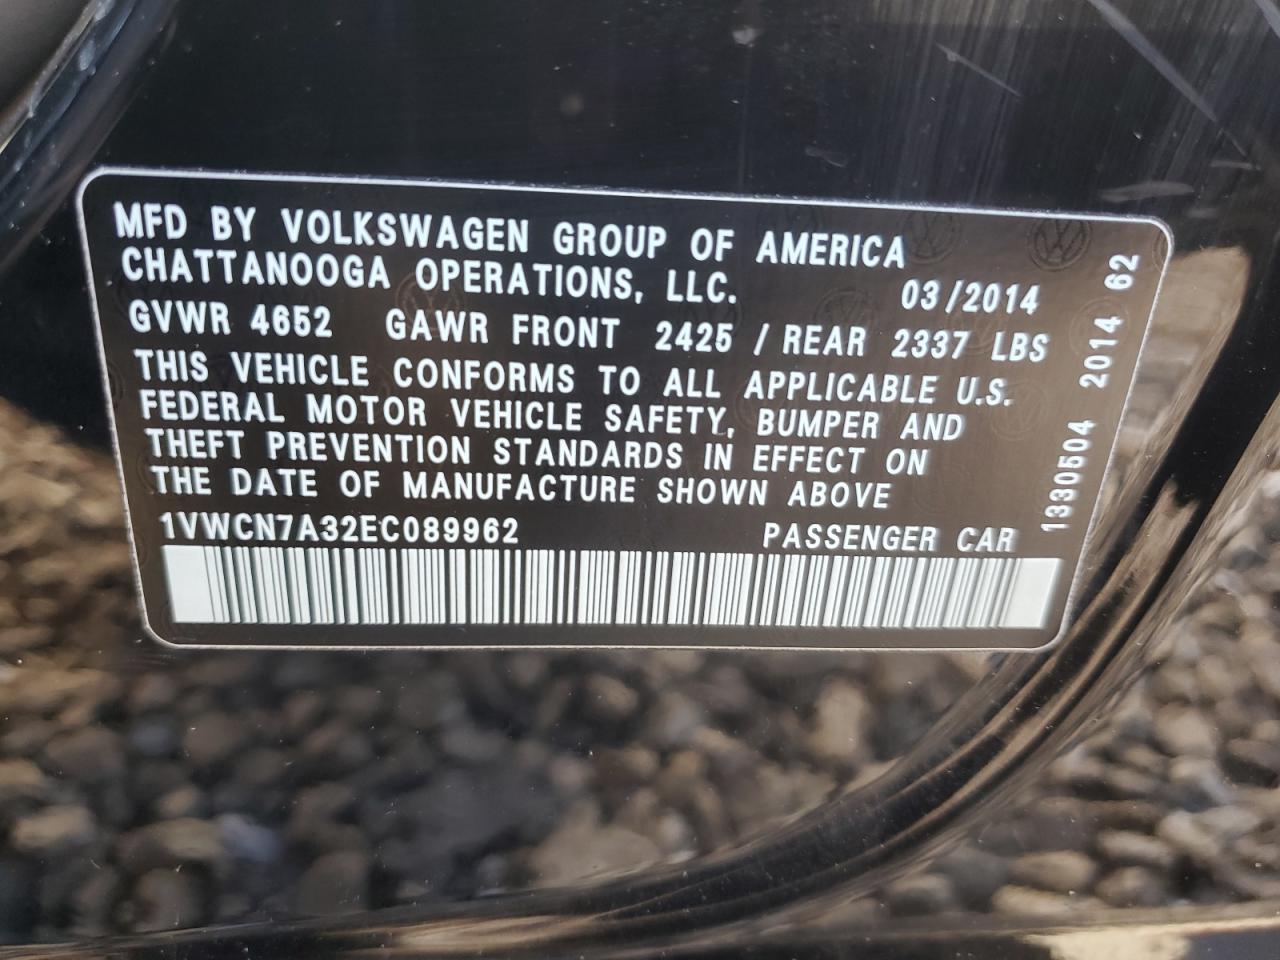 MFD BY VOLKSWAGEN GROUP OF AMERICA
CHATTANOOGA OPERATIONS, LLC. 03/2014
GVWR 4652 GAWR FRONT 2425 / REAR 2337 LBS
THIS VEHICLE CONFORMS TO ALL APPLICABLE U.S.
FEDERAL MOTOR VEHICLE SAFETY, BUMPER AND
THEFT PREVENTION STANDARDS IN EFFECT ON
THE DATE OF MANUFACTURE SHOWN ABOVE
1VWCN7A32EC089962 PASSENGER CAR
1330504 2014 62